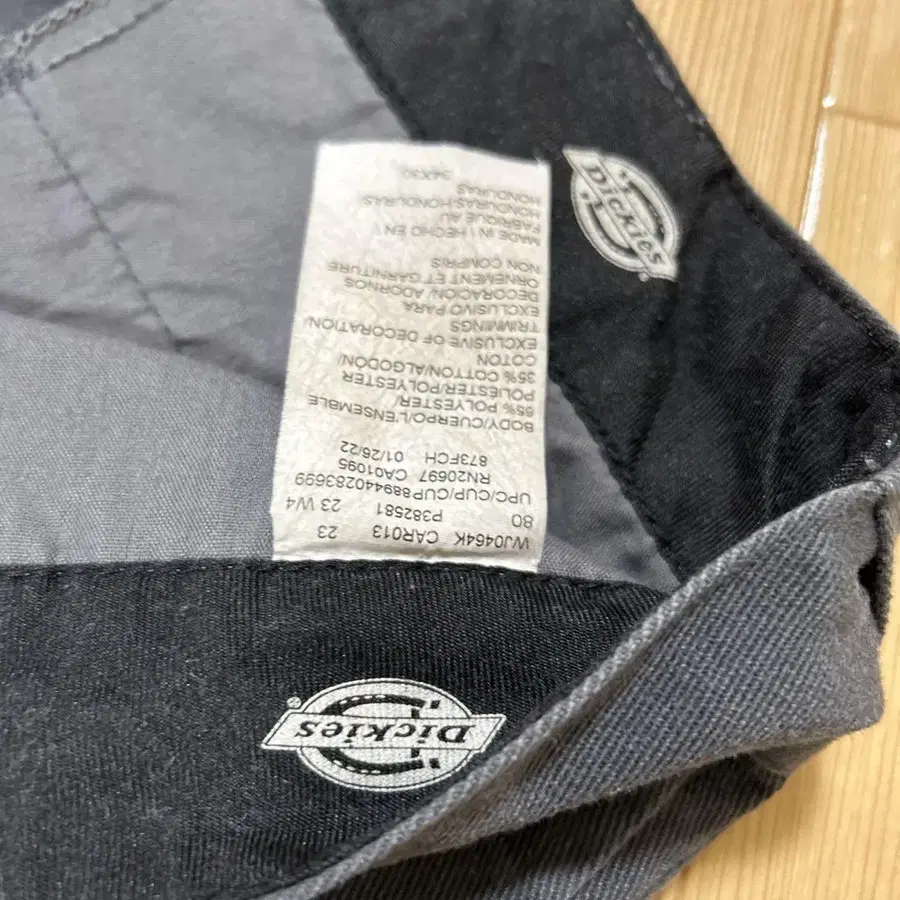 WJ0464K CAR013 23
80 P382581 23 W4
UPC/CUP/CUP889440283699
RN20697 CA01095
873FCH 01/26/22
BODY/CUERPO/L'ENSEMBLE
65% POLYESTER/
POLIESTER/POLYESTER
35% COTTON/ALGODON/
COTON
EXCLUSIVE OF DECORATION/
TRIMMINGS
EXCLUSIVO PARA
DECORACION/ ADORNOS
ORNEMENT ET GARNITURE
NON COMPRIS
MADE IN / HECHO EN /
FABRIQUE AU
HONDURAS/HONDURAS/
HONDURAS
34X30
Dickies®
Dickies®